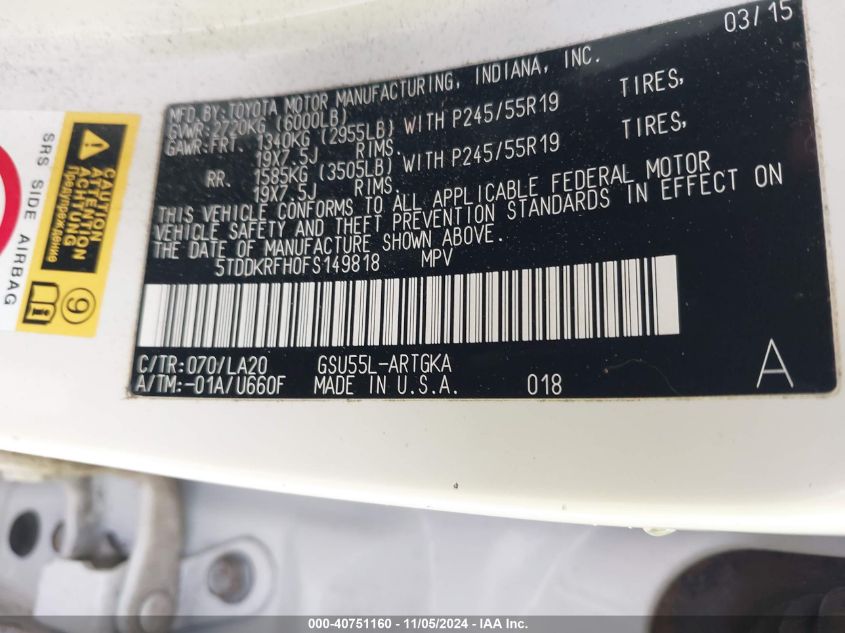 03/15
MFD.BY:TOYOTA MOTOR MANUFACTURING, INDIANA, INC.
GVWR:2720KG (6000LB)
GAWR:FRT. 1340KG (2955LB) WITH P245/55R19 TIRES,
19X7.5J RIMS.
RR. 1585KG (3505LB) WITH P245/55R19 TIRES,
19X7.5J RIMS.
THIS VEHICLE CONFORMS TO ALL APPLICABLE FEDERAL MOTOR
VEHICLE SAFETY AND THEFT PREVENTION STANDARDS IN EFFECT ON
THE DATE OF MANUFACTURE SHOWN ABOVE.
5TDDKRFH0FS149818 MPV
C/TR:070/LA20 GSU55L-ARTGKA
A/TM:-01A/U660F MADE IN U.S.A. 018
A
SRS SIDE AIRBAG
CAUTION
ATTENTION
ACHTUNG
Предупреждение
9
000-40751160 - 11/05/2024 - IAA Inc.